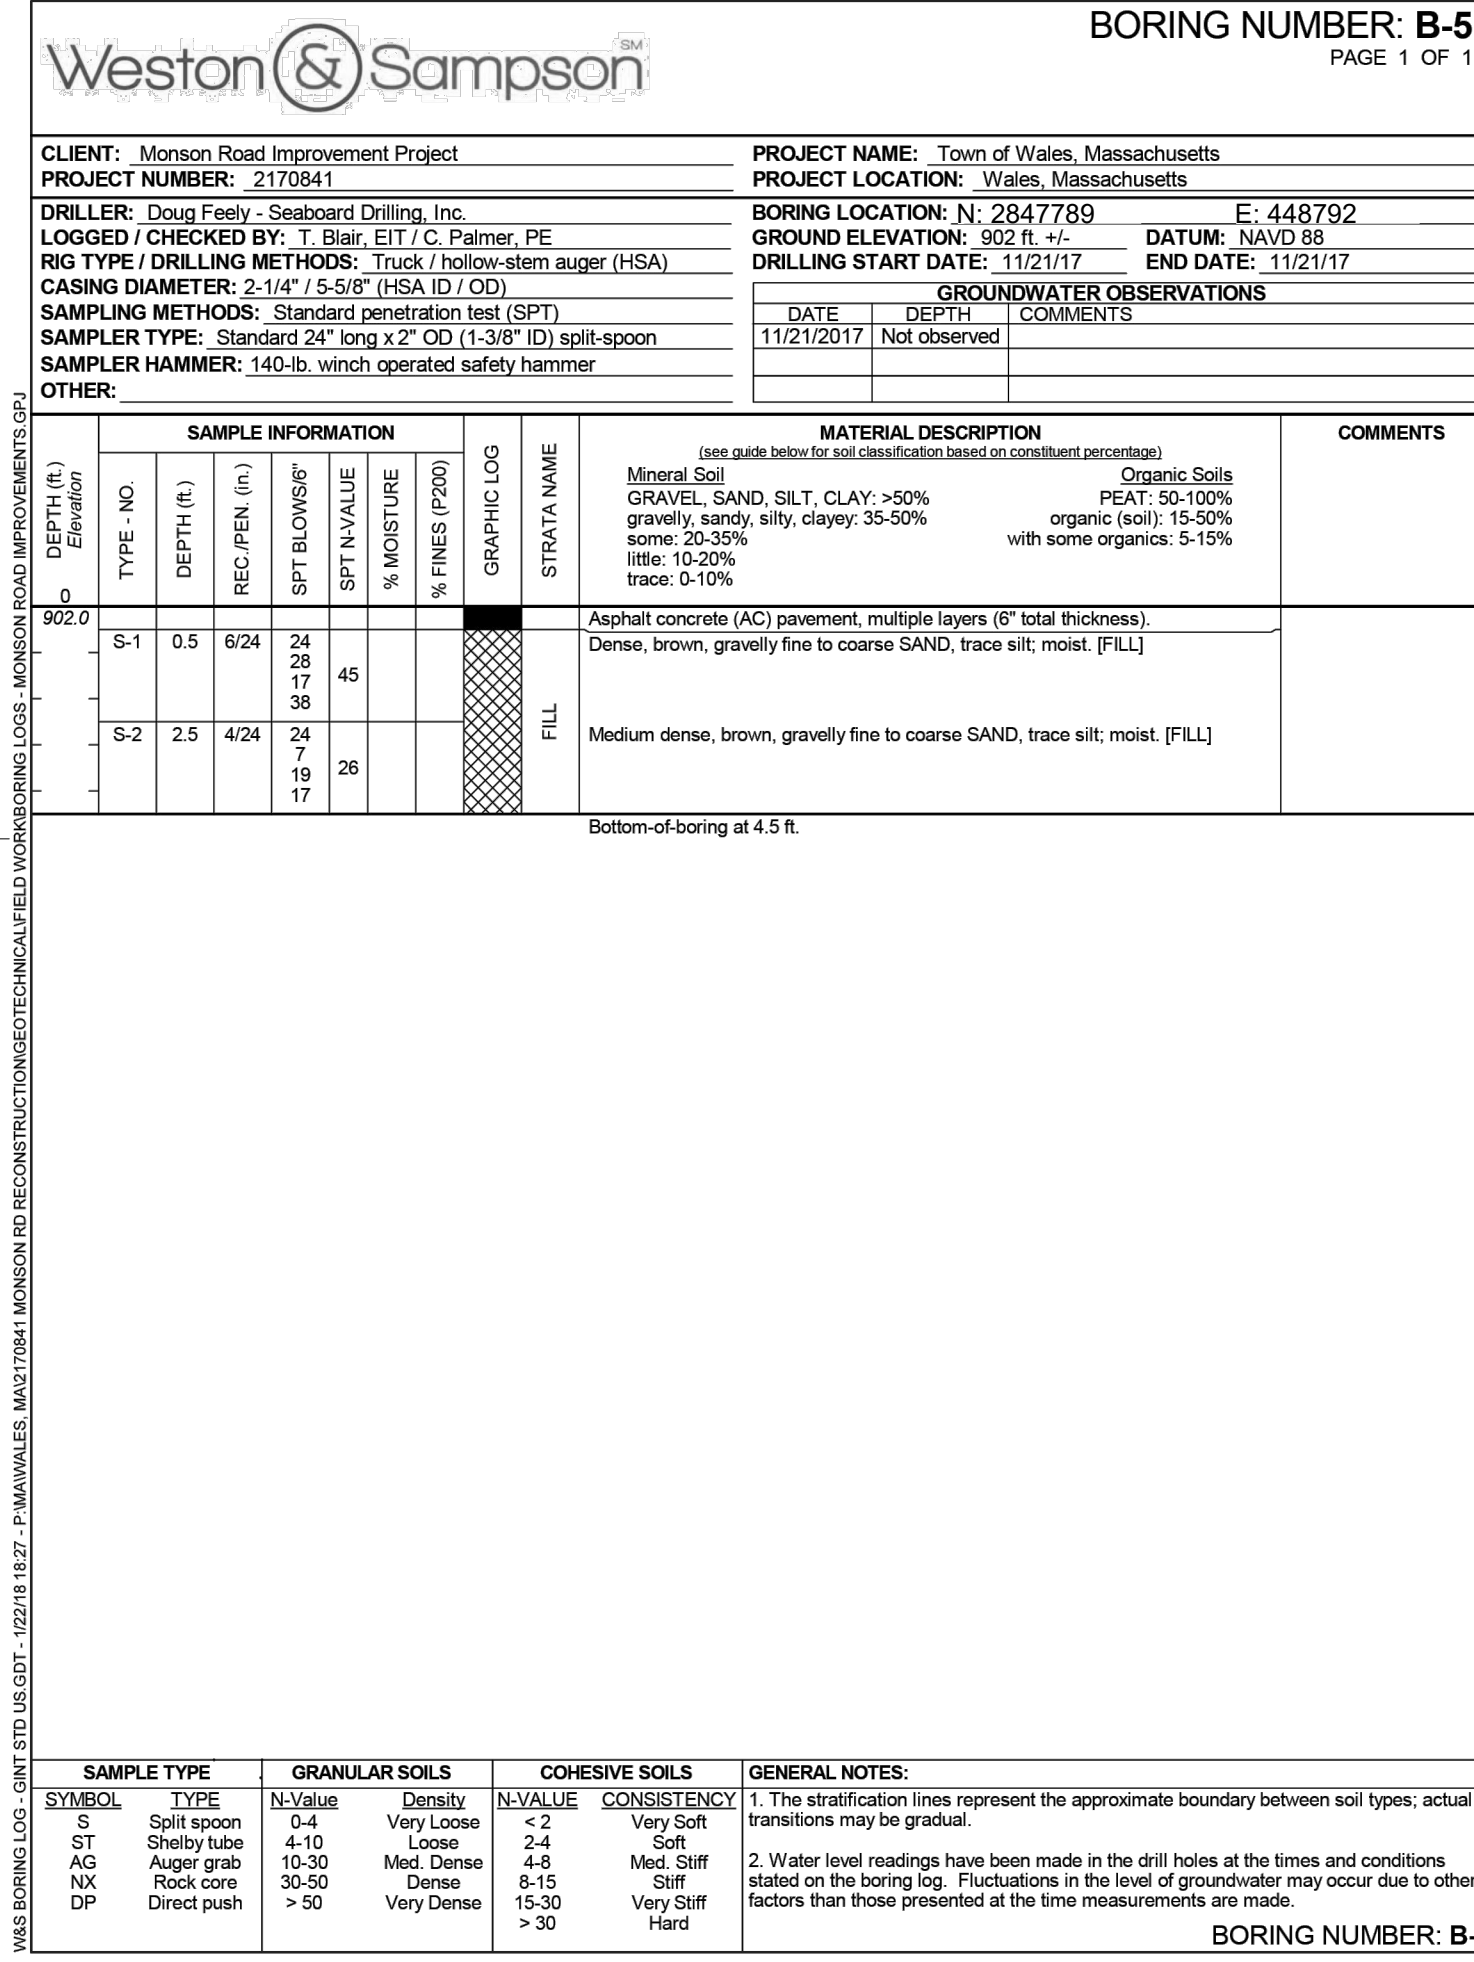 BORING NUMBER: B-5
PAGE 1 OF 1
Weston & Sampson SM
CLIENT: Monson Road Improvement Project
PROJECT NUMBER: 2170841
PROJECT NAME: Town of Wales, Massachusetts
PROJECT LOCATION: Wales, Massachusetts
DRILLER: Doug Feely - Seaboard Drilling, Inc.
LOGGED / CHECKED BY: T. Blair, EIT / C. Palmer, PE
RIG TYPE / DRILLING METHODS: Truck / hollow-stem auger (HSA)
CASING DIAMETER: 2-1/4" / 5-5/8" (HSA ID / OD)
SAMPLING METHODS: Standard penetration test (SPT)
SAMPLER TYPE: Standard 24" long x 2" OD (1-3/8" ID) split-spoon
SAMPLER HAMMER: 140-lb. winch operated safety hammer
OTHER:
BORING LOCATION: N: 2847789 E: 448792
GROUND ELEVATION: 902 ft. +/- DATUM: NAVD 88
DRILLING START DATE: 11/21/17 END DATE: 11/21/17
GROUNDWATER OBSERVATIONS
DATE DEPTH COMMENTS
11/21/2017 Not observed
DEPTH (ft.)
Elevation
0
SAMPLE INFORMATION
TYPE - NO.
DEPTH (ft.)
REC./PEN. (in.)
SPT BLOWS/6"
SPT N-VALUE
% MOISTURE
% FINES (P200)
GRAPHIC LOG
STRATA NAME
MATERIAL DESCRIPTION
(see guide below for soil classification based on constituent percentage)
Mineral Soil Organic Soils
GRAVEL, SAND, SILT, CLAY: >50% PEAT: 50-100%
gravelly, sandy, silty, clayey: 35-50% organic (soil): 15-50%
some: 20-35% with some organics: 5-15%
little: 10-20%
trace: 0-10%
COMMENTS
902.0 Asphalt concrete (AC) pavement, multiple layers (6" total thickness).
S-1 0.5 6/24 24 Dense, brown, gravelly fine to coarse SAND, trace silt; moist. [FILL]
28
17 45
38
FILL
S-2 2.5 4/24 24 Medium dense, brown, gravelly fine to coarse SAND, trace silt; moist. [FILL]
7
19 26
17
Bottom-of-boring at 4.5 ft.
SAMPLE TYPE
SYMBOL TYPE
S Split spoon
ST Shelby tube
AG Auger grab
NX Rock core
DP Direct push
GRANULAR SOILS
N-Value Density
0-4 Very Loose
4-10 Loose
10-30 Med. Dense
30-50 Dense
> 50 Very Dense
COHESIVE SOILS
N-VALUE CONSISTENCY
< 2 Very Soft
2-4 Soft
4-8 Med. Stiff
8-15 Stiff
15-30 Very Stiff
> 30 Hard
GENERAL NOTES:
1. The stratification lines represent the approximate boundary between soil types; actual
transitions may be gradual.
2. Water level readings have been made in the drill holes at the times and conditions
stated on the boring log. Fluctuations in the level of groundwater may occur due to other
factors than those presented at the time measurements are made.
BORING NUMBER: B-
W&S BORING LOG - GINT STD US.GDT - 1/22/18 18:27 - P:\MA\WALES, MA\2170841 MONSON RD RECONSTRUCTION\GEOTECHNICAL\FIELD WORK\BORING LOGS - MONSON ROAD IMPROVEMENTS.GPJ